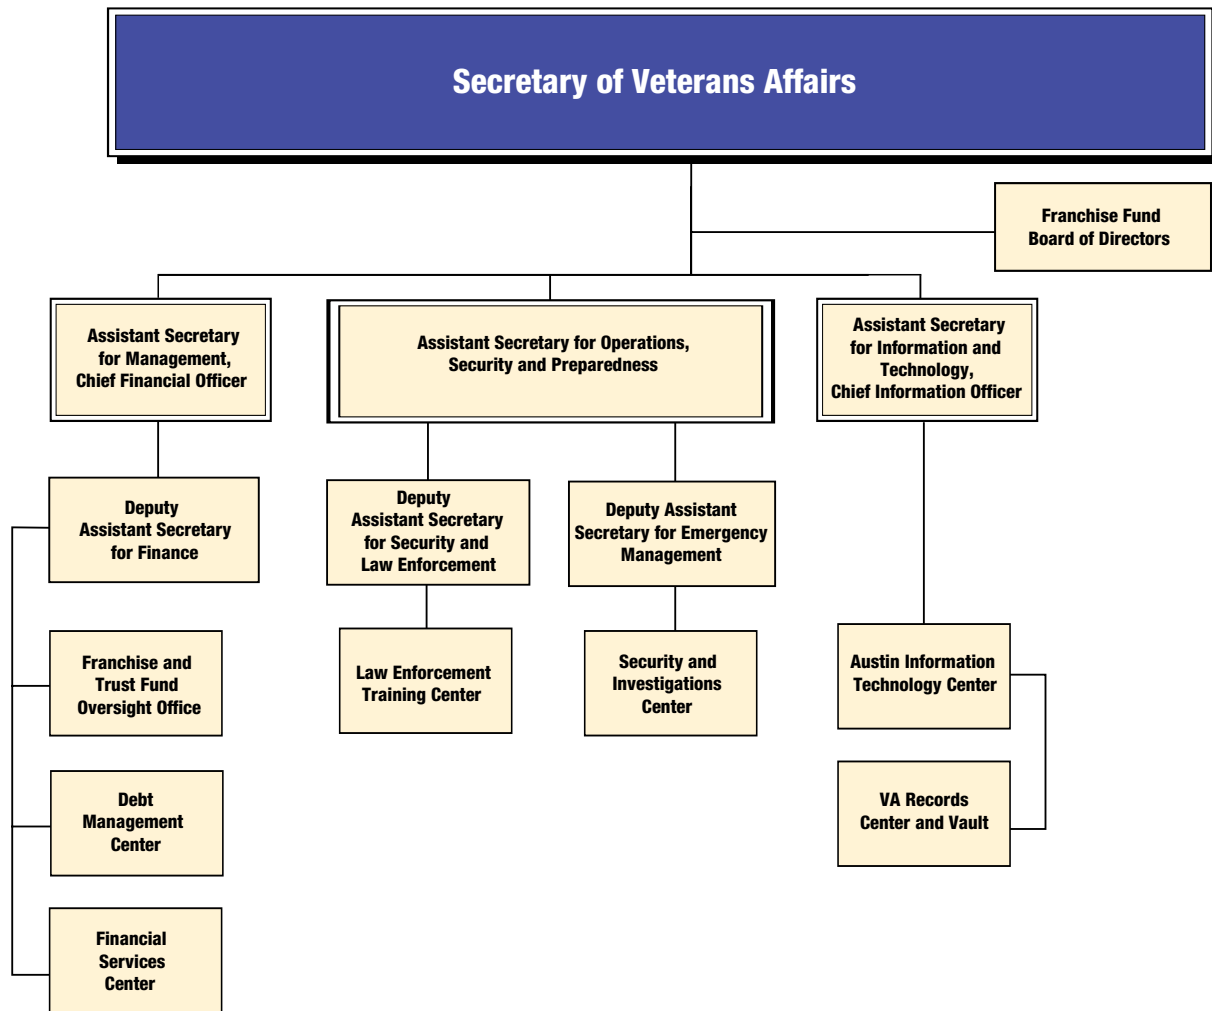 Secretary of Veterans Affairs
Franchise Fund
Board of Directors
Assistant Secretary
for Management,
Chief Financial Officer
Assistant Secretary for Operations,
Security and Preparedness
Assistant Secretary
for Information and
Technology,
Chief Information Officer
Deputy
Assistant Secretary
for Finance
Deputy
Assistant Secretary
for Security and
Law Enforcement
Deputy Assistant
Secretary for Emergency
Management
Franchise and
Trust Fund
Oversight Office
Law Enforcement
Training Center
Security and
Investigations
Center
Austin Information
Technology Center
Debt
Management
Center
VA Records
Center and Vault
Financial
Services
Center